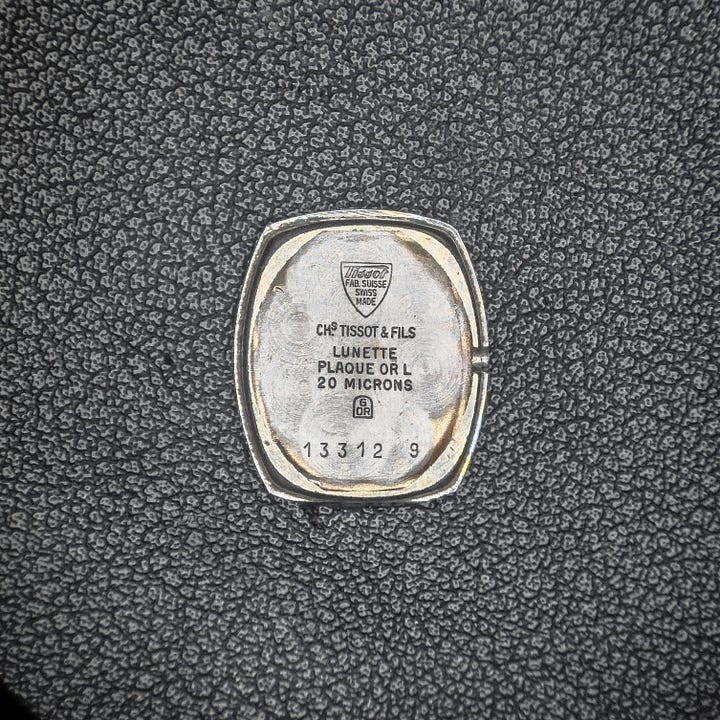 Tissot
FAB. SUISSE
SWISS
MADE
CHS TISSOT & FILS
LUNETTE
PLAQUE OR L
20 MICRONS
G
OR
13312 9